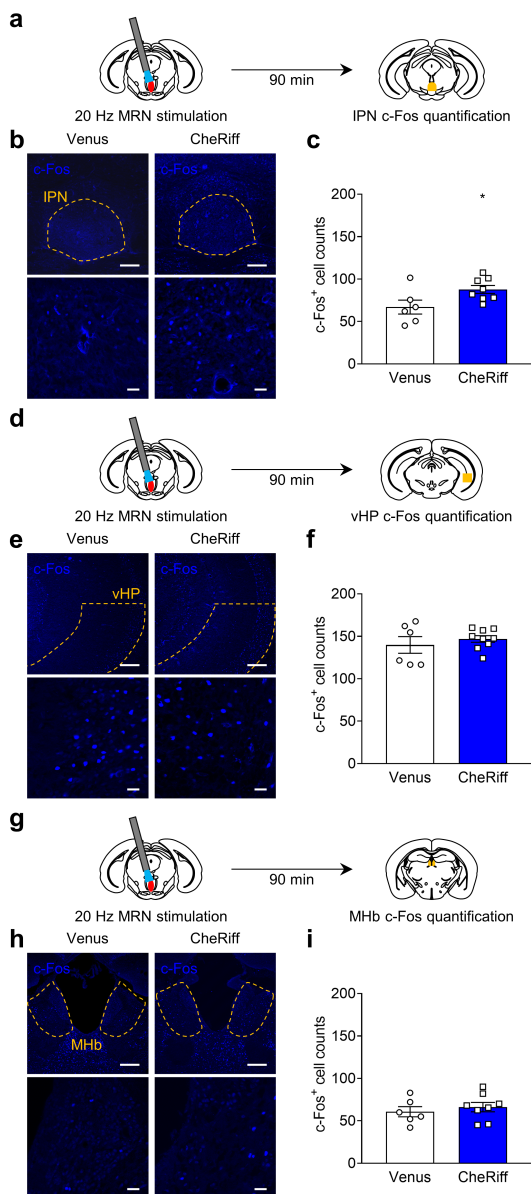 a
90 min
20 Hz MRN stimulation
IPN c-Fos quantification
b
Venus
CheRiff
c-Fos
c-Fos
IPN
c
200
150
100
50
0
c-Fos+ cell counts
*
Venus
CheRiff
d
90 min
20 Hz MRN stimulation
vHP c-Fos quantification
e
Venus
CheRiff
c-Fos
c-Fos
vHP
f
200
150
100
50
0
c-Fos+ cell counts
Venus
CheRiff
g
90 min
20 Hz MRN stimulation
MHb c-Fos quantification
h
Venus
CheRiff
c-Fos
c-Fos
MHb
i
200
150
100
50
0
c-Fos+ cell counts
Venus
CheRiff